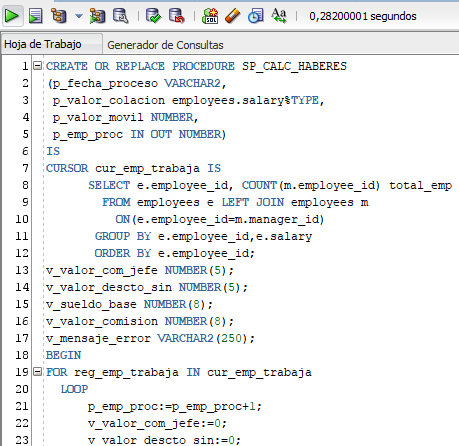 0,28200001 segundos
Hoja de Trabajo Generador de Consultas
1 CREATE OR REPLACE PROCEDURE SP_CALC_HABERES
2 (p_fecha_proceso VARCHAR2,
3 p_valor_colacion employees.salary%TYPE,
4 p_valor_movil NUMBER,
5 p_emp_proc IN OUT NUMBER)
6 IS
7 CURSOR cur_emp_trabaja IS
8 SELECT e.employee_id, COUNT(m.employee_id) total_emp
9 FROM employees e LEFT JOIN employees m
10 ON(e.employee_id=m.manager_id)
11 GROUP BY e.employee_id,e.salary
12 ORDER BY e.employee_id;
13 v_valor_com_jefe NUMBER(5);
14 v_valor_descto_sin NUMBER(5);
15 v_sueldo_base NUMBER(8);
16 v_valor_comision NUMBER(8);
17 v_mensaje_error VARCHAR2(250);
18 BEGIN
19 FOR reg_emp_trabaja IN cur_emp_trabaja
20 LOOP
21 p_emp_proc:=p_emp_proc+1;
22 v_valor_com_jefe:=0;
23 v_valor_descto_sin:=0;